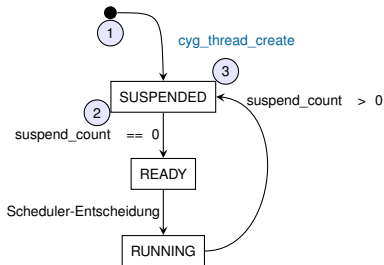 1
cyg_thread_create
3
SUSPENDED
suspend_count > 0
2
suspend_count == 0
READY
Scheduler-Entscheidung
RUNNING